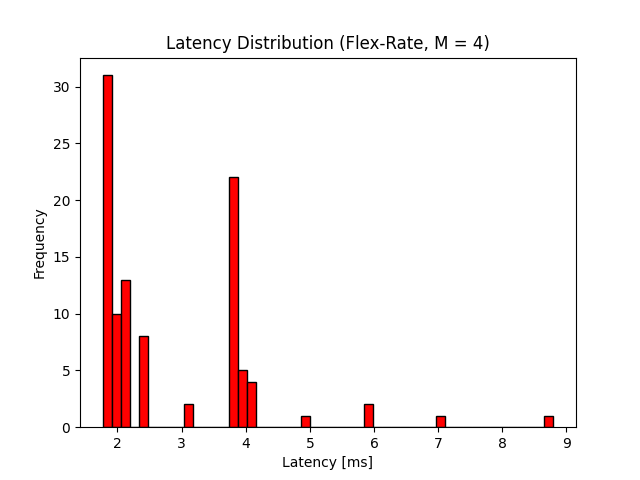 Latency Distribution (Flex-Rate, M = 4)
30
25
20
15
10
5
0
Frequency
2 3 4 5 6 7 8 9
Latency [ms]